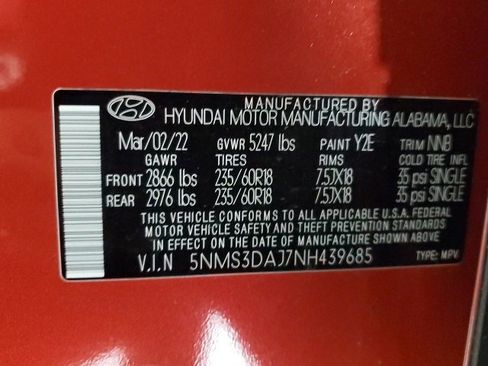 MANUFACTURED BY
HYUNDAI MOTOR MANUFACTURING ALABAMA, LLC
Mar/02/22 GVWR 5247 lbs PAINT Y2E TRIM NNB
GAWR TIRES RIMS COLD TIRE INFL.
FRONT 2866 lbs 235/60R18 7.5JX18 35 psi SINGLE
REAR 2976 lbs 235/60R18 7.5JX18 35 psi SINGLE
THIS VEHICLE CONFORMS TO ALL APPLICABLE U.S.A. FEDERAL
MOTOR VEHICLE SAFETY AND THEFT PREVENTION STANDARDS
IN EFFECT ON THE DATE OF MANUFACTURE SHOWN ABOVE.
V.I.N 5NMS3DAJ7NH439685 TYPE: MPV